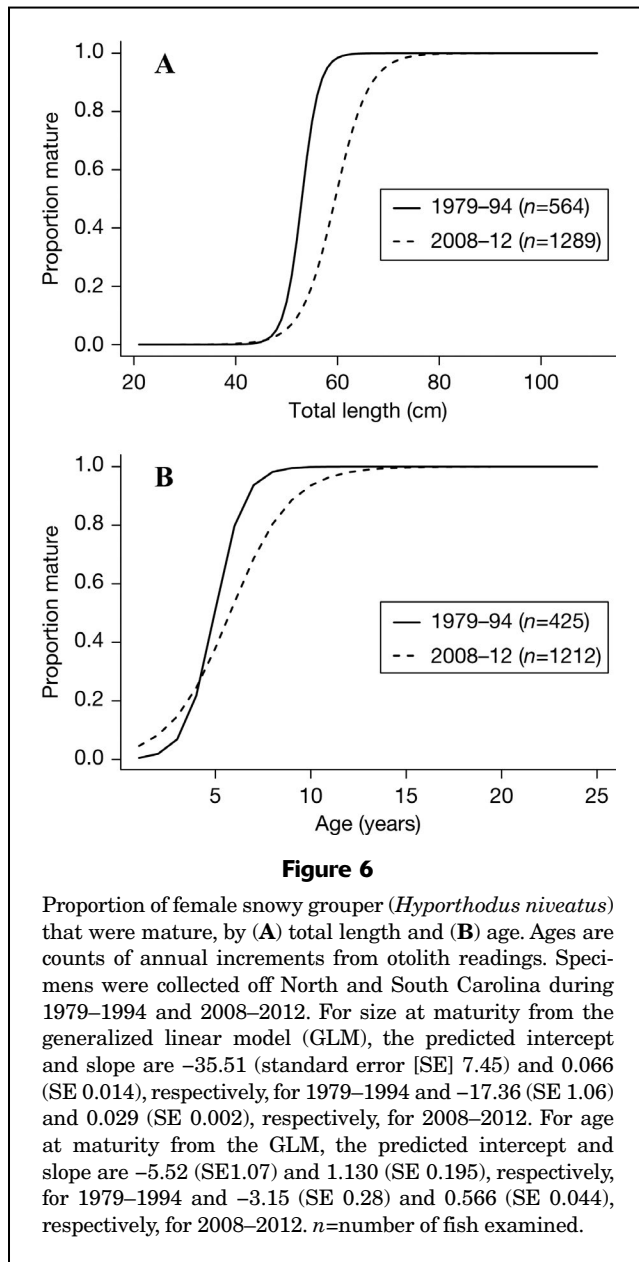 A
1.0
0.8
0.6
0.4
0.2
0.0
Proportion mature
1979–94 (n=564)
2008–12 (n=1289)
20 40 60 80 100
Total length (cm)
B
1.0
0.8
0.6
0.4
0.2
0.0
Proportion mature
1979–94 (n=425)
2008–12 (n=1212)
5 10 15 20 25
Age (years)
Figure 6
Proportion of female snowy grouper (Hyporthodus niveatus)
that were mature, by (A) total length and (B) age. Ages are
counts of annual increments from otolith readings. Speci-
mens were collected off North and South Carolina during
1979–1994 and 2008–2012. For size at maturity from the
generalized linear model (GLM), the predicted intercept
and slope are −35.51 (standard error [SE] 7.45) and 0.066
(SE 0.014), respectively, for 1979–1994 and −17.36 (SE 1.06)
and 0.029 (SE 0.002), respectively, for 2008–2012. For age
at maturity from the GLM, the predicted intercept and
slope are −5.52 (SE1.07) and 1.130 (SE 0.195), respectively,
for 1979–1994 and −3.15 (SE 0.28) and 0.566 (SE 0.044),
respectively, for 2008–2012. n=number of fish examined.